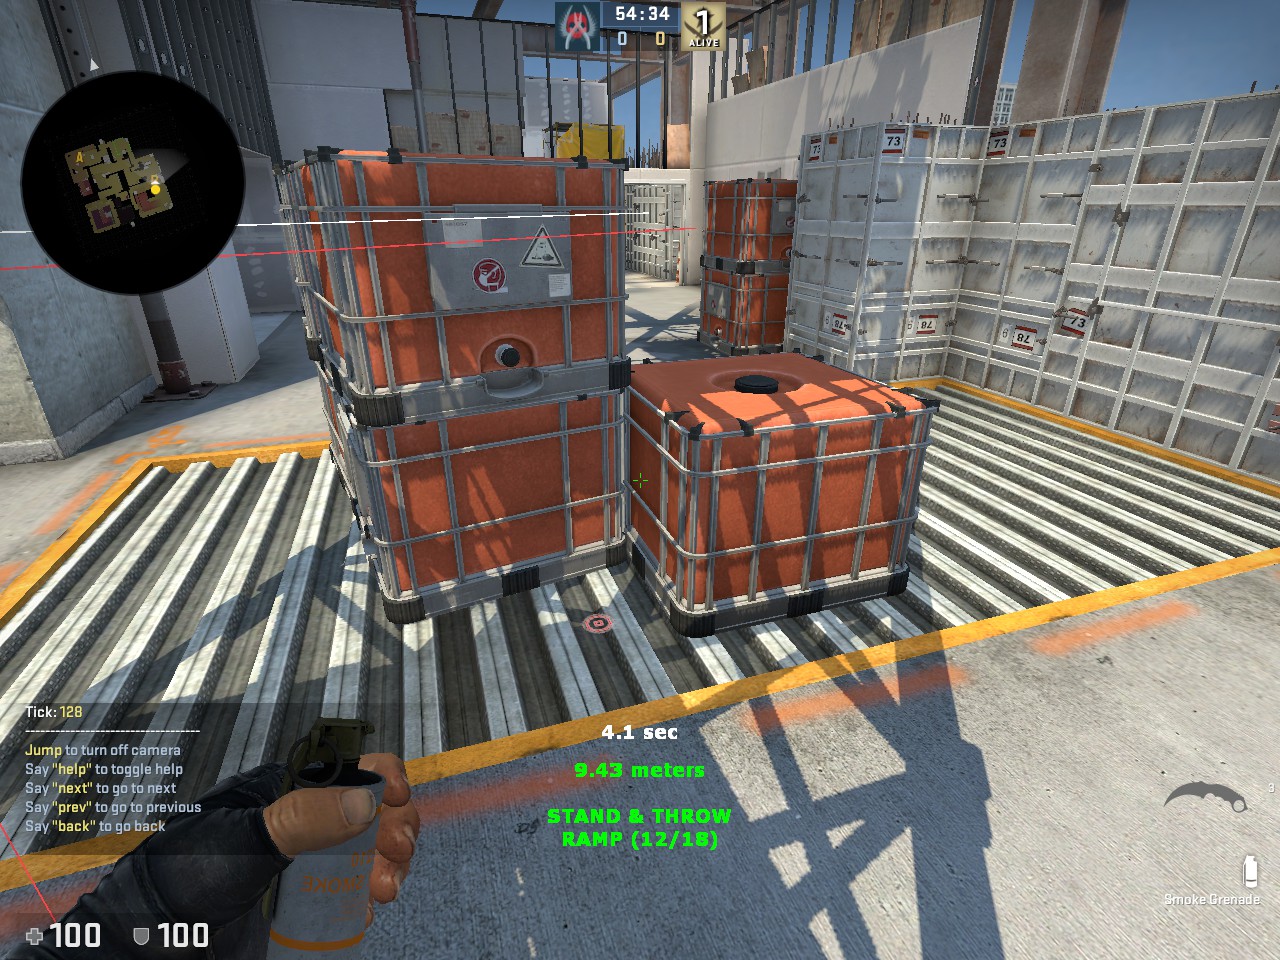 54:34
0 0
1
ALIVE
A
73
73
73
73
78
78
78
4.1 sec
9.43 meters
STAND & THROW
RAMP (12/18)
Tick: 128
Jump to turn off camera
Say "help" to toggle help
Say "next" to go to next
Say "prev" to go to previous
Say "back" to go back
3
Smoke Grenade
100 100